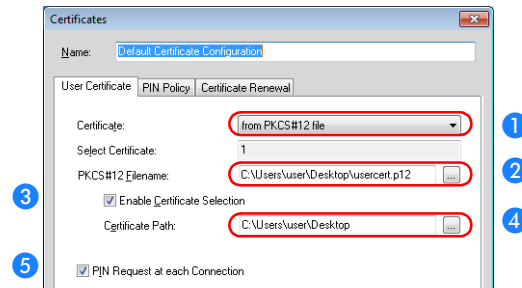 Certificates
Name: Default Certificate Configuration
User Certificate PIN Policy Certificate Renewal
Certificate: from PKCS#12 file 1
Select Certificate: 1
PKCS#12 Filename: C:\Users\user\Desktop\usercert.p12 ... 2
3 Enable Certificate Selection
Certificate Path: C:\Users\user\Desktop ... 4
5 PIN Request at each Connection